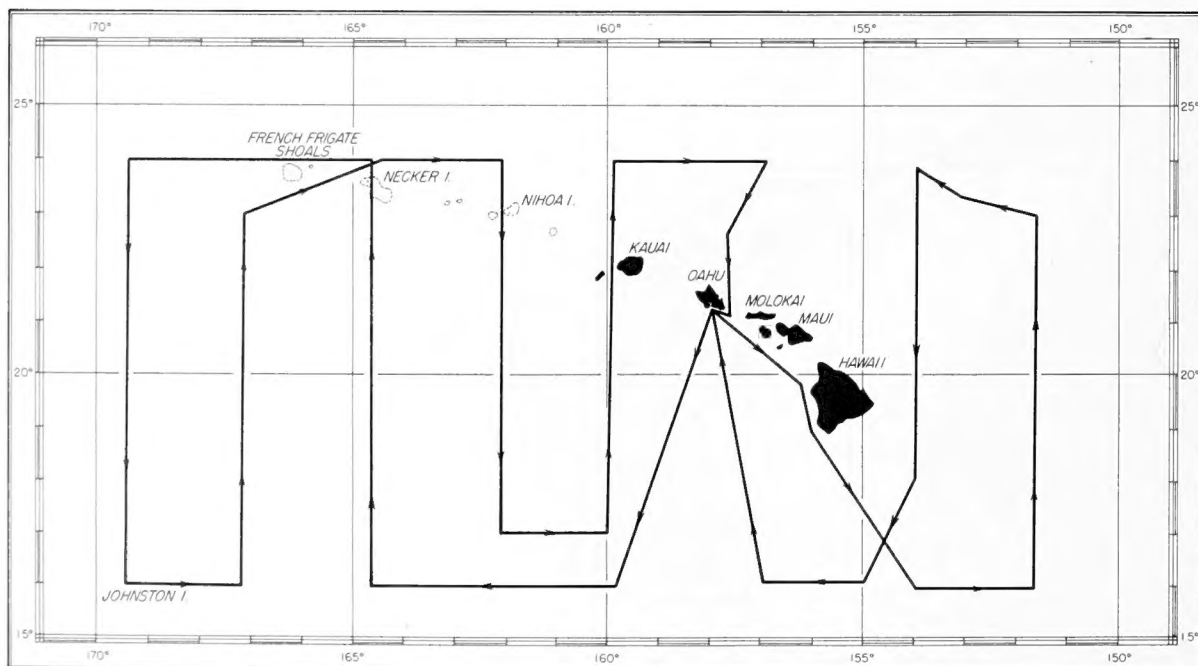 170° 165° 160° 155° 150°
25° 25°
FRENCH FRIGATE
SHOALS
NECKER I.
NIHOA I.
KAUAI
OAHU
MOLOKAI
MAUI
HAWAII
20° 20°
JOHNSTON I.
15° 15°
170° 165° 160° 155° 150°